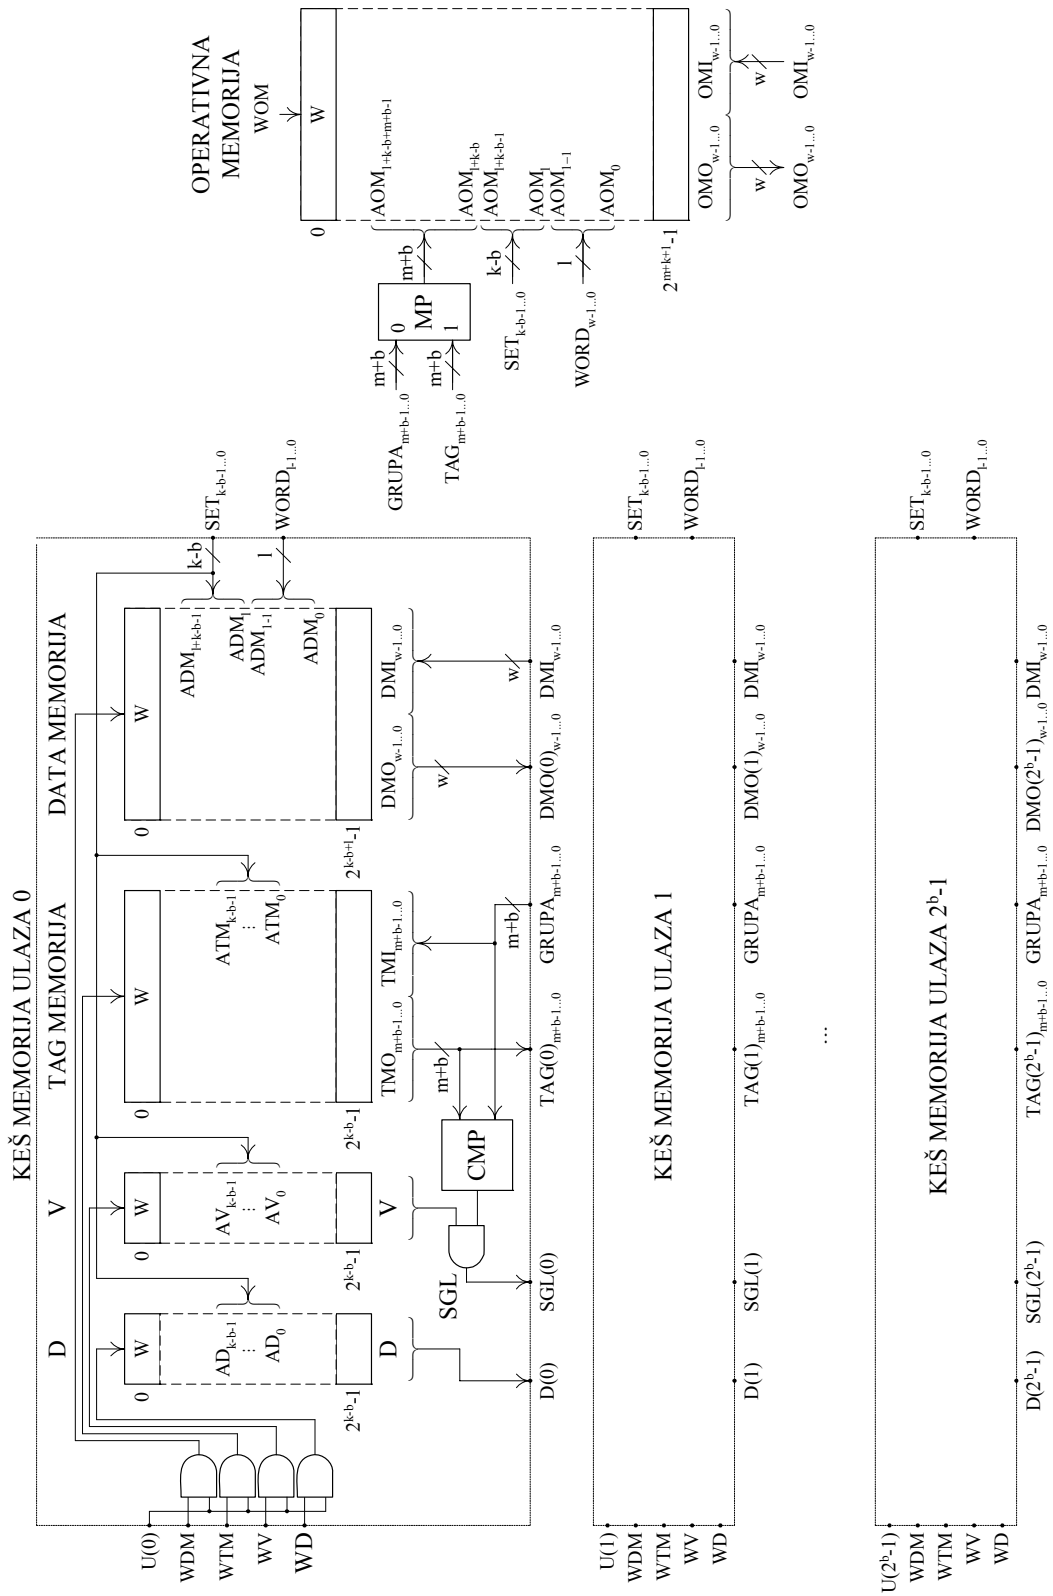 KEŠ MEMORIJA ULAZA 0
D
V
TAG MEMORIJA
DATA MEMORIJA
U(0)
WDM
WTM
WV
WD
0
W
AD_{k-b-1}
⋮
AD_0
2^{k-b}-1
D
D(0)
0
W
AV_{k-b-1}
⋮
AV_0
2^{k-b}-1
V
SGL
SGL(0)
CMP
0
W
ATM_{k-b-1}
⋮
ATM_0
2^{k-b}-1
TMO_{m+b-1...0}
TMI_{m+b-1...0}
m+b
m+b
TAG(0)_{m+b-1...0}
GRUPA_{m+b-1...0}
0
W
ADM_{l+k-b-1}
ADM_l
ADM_{l-1}
ADM_0
2^{k-b+l}-1
DMO_{w-1...0}
DMI_{w-1...0}
w
w
DMO(0)_{w-1...0}
DMI_{w-1...0}
k-b
l
SET_{k-b-1...0}
WORD_{l-1...0}
KEŠ MEMORIJA ULAZA 1
U(1)
WDM
WTM
WV
WD
D(1)
SGL(1)
TAG(1)_{m+b-1...0}
GRUPA_{m+b-1...0}
DMO(1)_{w-1...0}
DMI_{w-1...0}
SET_{k-b-1...0}
WORD_{l-1...0}
...
KEŠ MEMORIJA ULAZA 2^b-1
U(2^b-1)
WDM
WTM
WV
WD
D(2^b-1)
SGL(2^b-1)
TAG(2^b-1)_{m+b-1...0}
GRUPA_{m+b-1...0}
DMO(2^b-1)_{w-1...0}
DMI_{w-1...0}
SET_{k-b-1...0}
WORD_{l-1...0}
OPERATIVNA
MEMORIJA
WOM
0
W
AOM_{l+k-b+m+b-1}
AOM_{l+k-b}
AOM_{l+k-b-1}
AOM_l
AOM_{l-1}
AOM_0
2^{m+k+l}-1
m+b
k-b
l
MP
0
1
m+b
m+b
GRUPA_{m+b-1...0}
TAG_{m+b-1...0}
SET_{k-b-1...0}
WORD_{w-1...0}
OMO_{w-1...0}
OMI_{w-1...0}
w
w
OMO_{w-1...0}
OMI_{w-1...0}